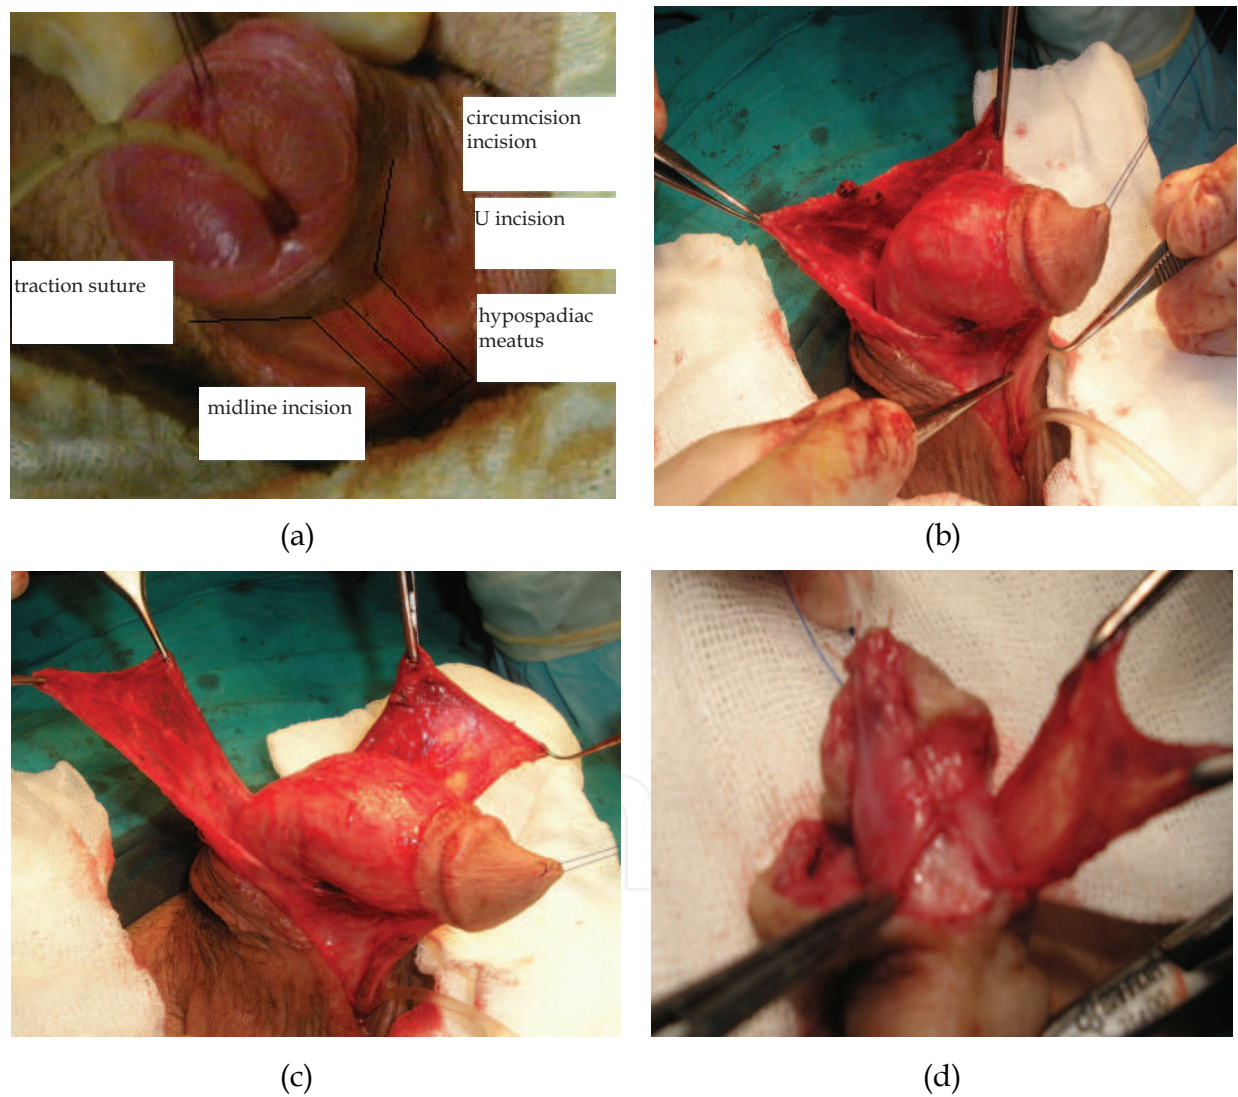 circumcision
incision
U incision
traction suture
hypospadiac
meatus
midline incision
(a)
(b)
(c)
(d)